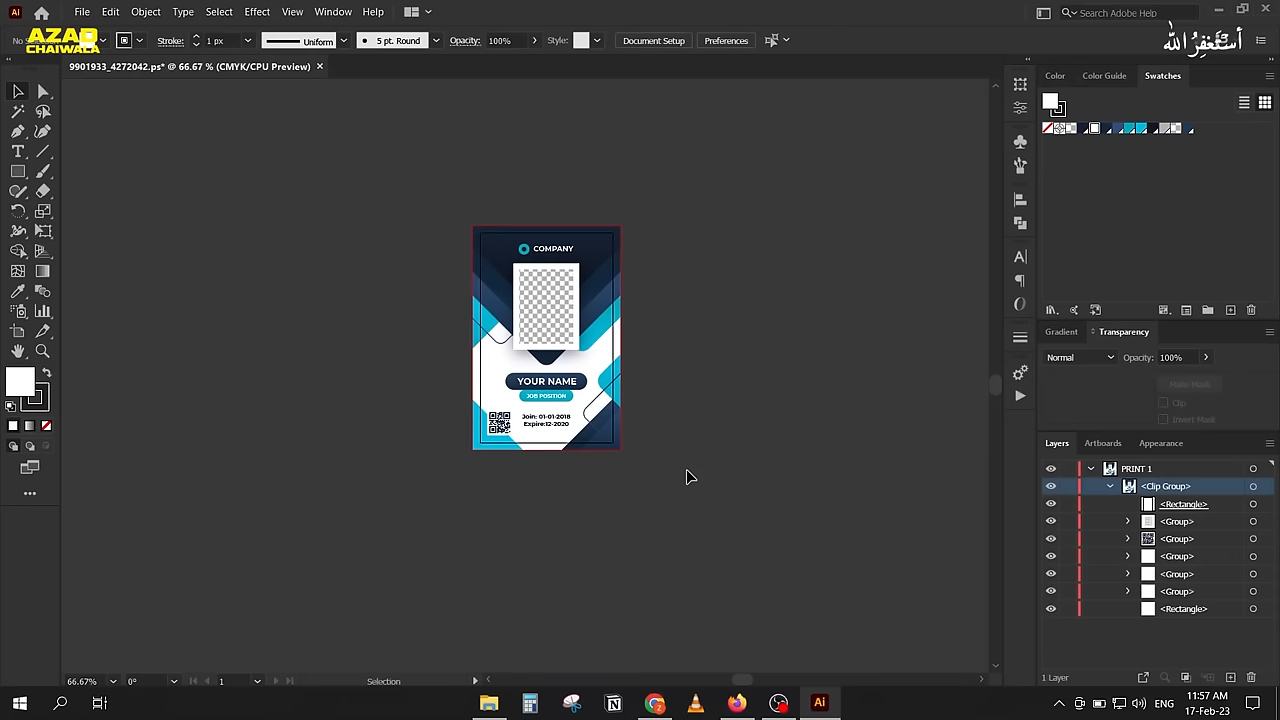 Ai File Edit Object Type Select Effect View Window Help Search Adobe Help
AZAD
CHAIWALA
Stroke: 1 px Uniform 5 pt. Round Opacity: 100% Style: Document Setup Preferences
أستغفر الله
9901933_4272042.ps* @ 66.67 % (CMYK/CPU Preview)
Color Color Guide Swatches
COMPANY
YOUR NAME
JOB POSITION
Join: 01-01-2018
Expire:12-2020
Gradient Transparency
Normal Opacity: 100%
Make Mask
Clip
Invert Mask
Layers Artboards Appearance
PRINT 1
<Clip Group>
<Rectangle>
<Group>
<Group>
<Group>
<Group>
<Group>
<Rectangle>
66.67% 0° 1 Selection
1 Layer
Ai
ENG
11:57 AM
17-Feb-23